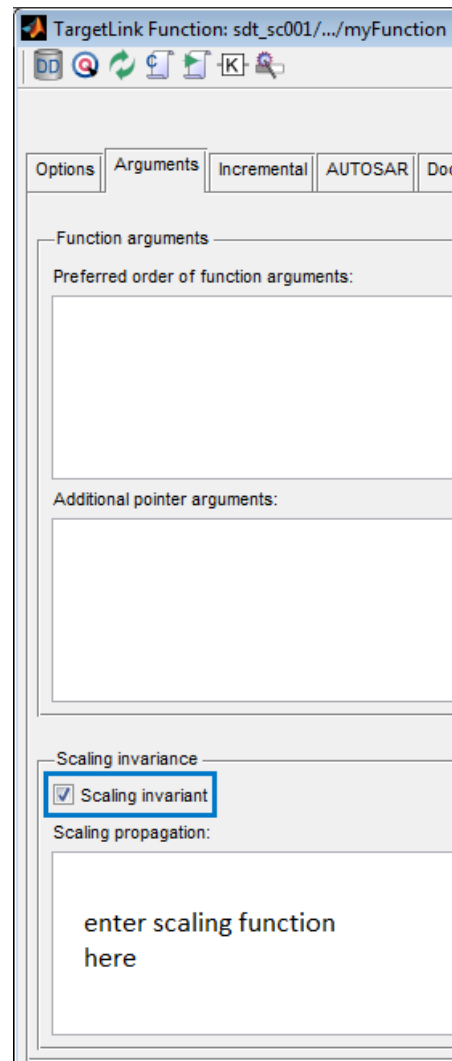 TargetLink Function: sdt_sc001/.../myFunction
DD K
Options Arguments Incremental AUTOSAR
Function arguments
Preferred order of function arguments:
Additional pointer arguments:
Scaling invariance
Scaling invariant
Scaling propagation:
enter scaling function
here